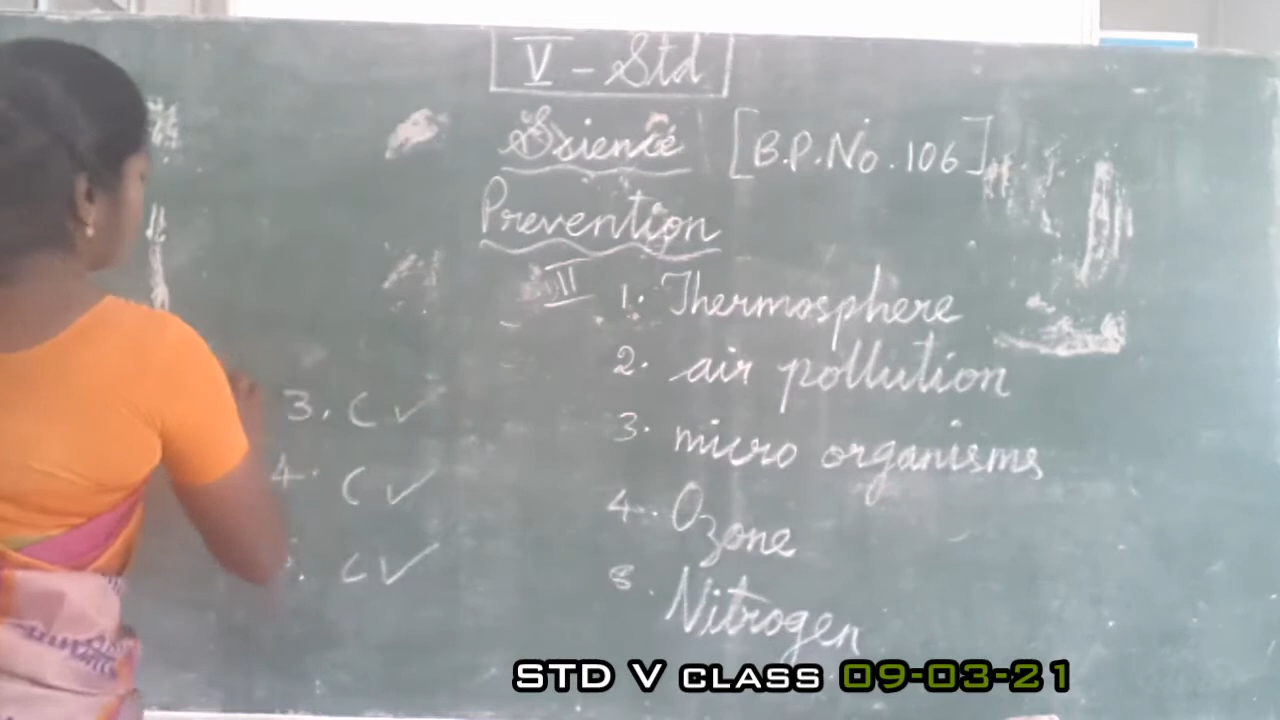 V - Std
Science [B.P.No. 106]
Prevention
II 1. Thermosphere
2. air pollution
3. micro organisms
4. Ozone
5. Nitrogen
3. C ✓
4. C ✓
. C ✓
STD V CLASS 09-03-21